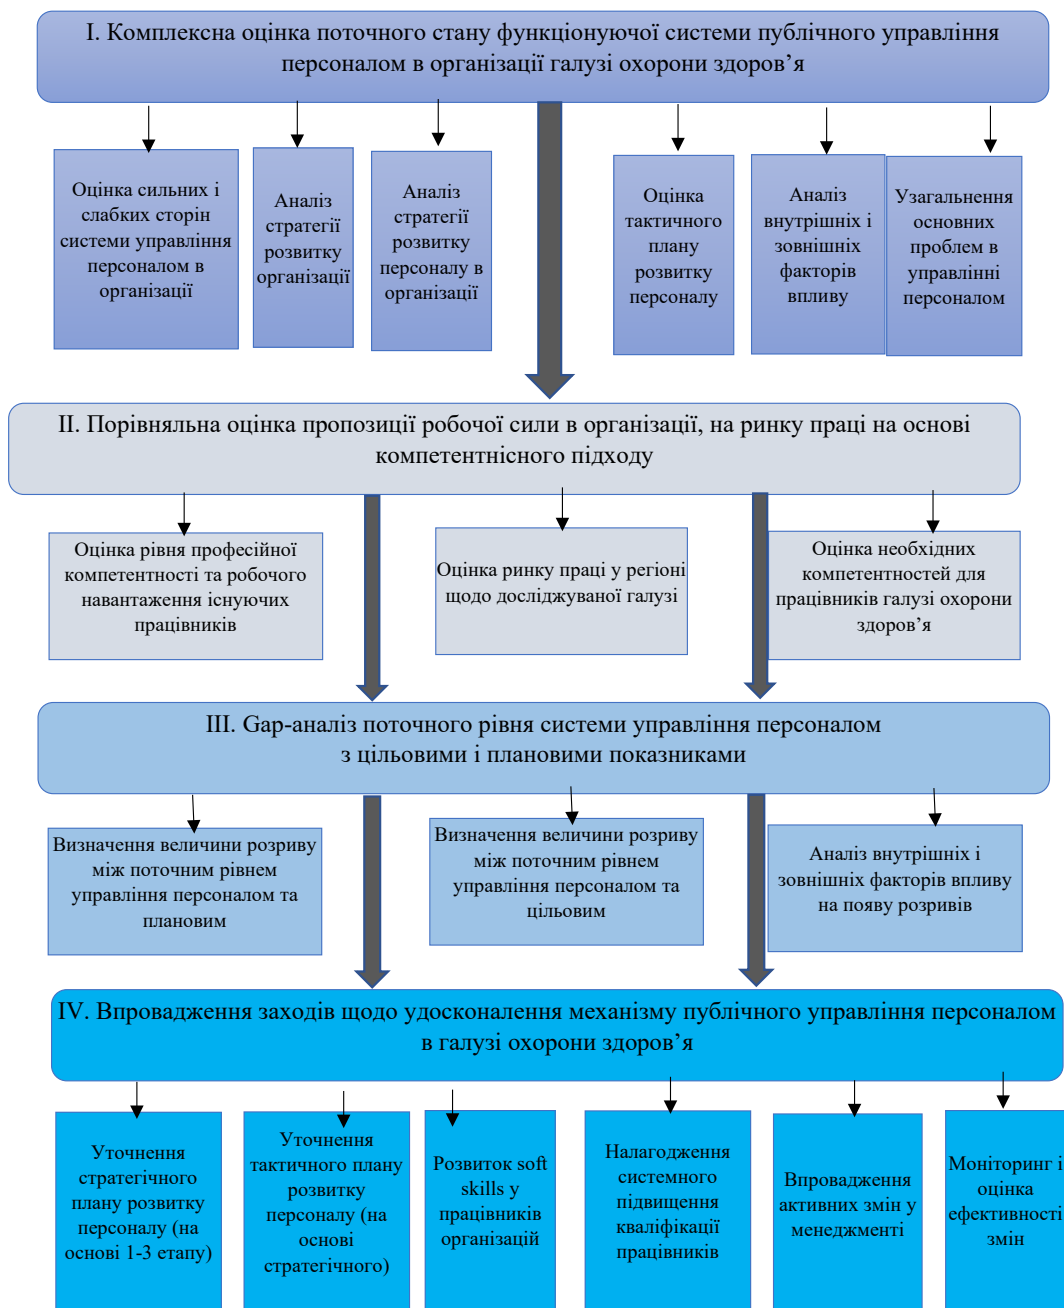 I. Комплексна оцінка поточного стану функціонуючої системи публічного управління
персоналом в організації галузі охорони здоров’я
Оцінка сильних і
слабких сторін
системи управління
персоналом в
організації
Аналіз
стратегії
розвитку
організації
Аналіз
стратегії
розвитку
персоналу в
організації
Оцінка
тактичного
плану
розвитку
персоналу
Аналіз
внутрішніх і
зовнішніх
факторів
впливу
Узагальнення
основних
проблем в
управлінні
персоналом
II. Порівняльна оцінка пропозиції робочої сили в організації, на ринку праці на основі
компетентнісного підходу
Оцінка рівня професійної
компетентності та робочого
навантаження існуючих
працівників
Оцінка ринку праці у регіоні
щодо досліджуваної галузі
Оцінка необхідних
компетентностей для
працівників галузі охорони
здоров’я
III. Gap-аналіз поточного рівня системи управління персоналом
з цільовими і плановими показниками
Визначення величини розриву
між поточним рівнем
управління персоналом та
плановим
Визначення величини розриву
між поточним рівнем
управління персоналом та
цільовим
Аналіз внутрішніх і
зовнішніх факторів впливу
на появу розривів
IV. Впровадження заходів щодо удосконалення механізму публічного управління персоналом
в галузі охорони здоров’я
Уточнення
стратегічного
плану розвитку
персоналу (на
основі 1-3 етапу)
Уточнення
тактичного плану
розвитку
персоналу (на
основі
стратегічного)
Розвиток soft
skills у
працівників
організацій
Налагодження
системного
підвищення
кваліфікації
працівників
Впровадження
активних змін у
менеджменті
Моніторинг і
оцінка
ефективності
змін